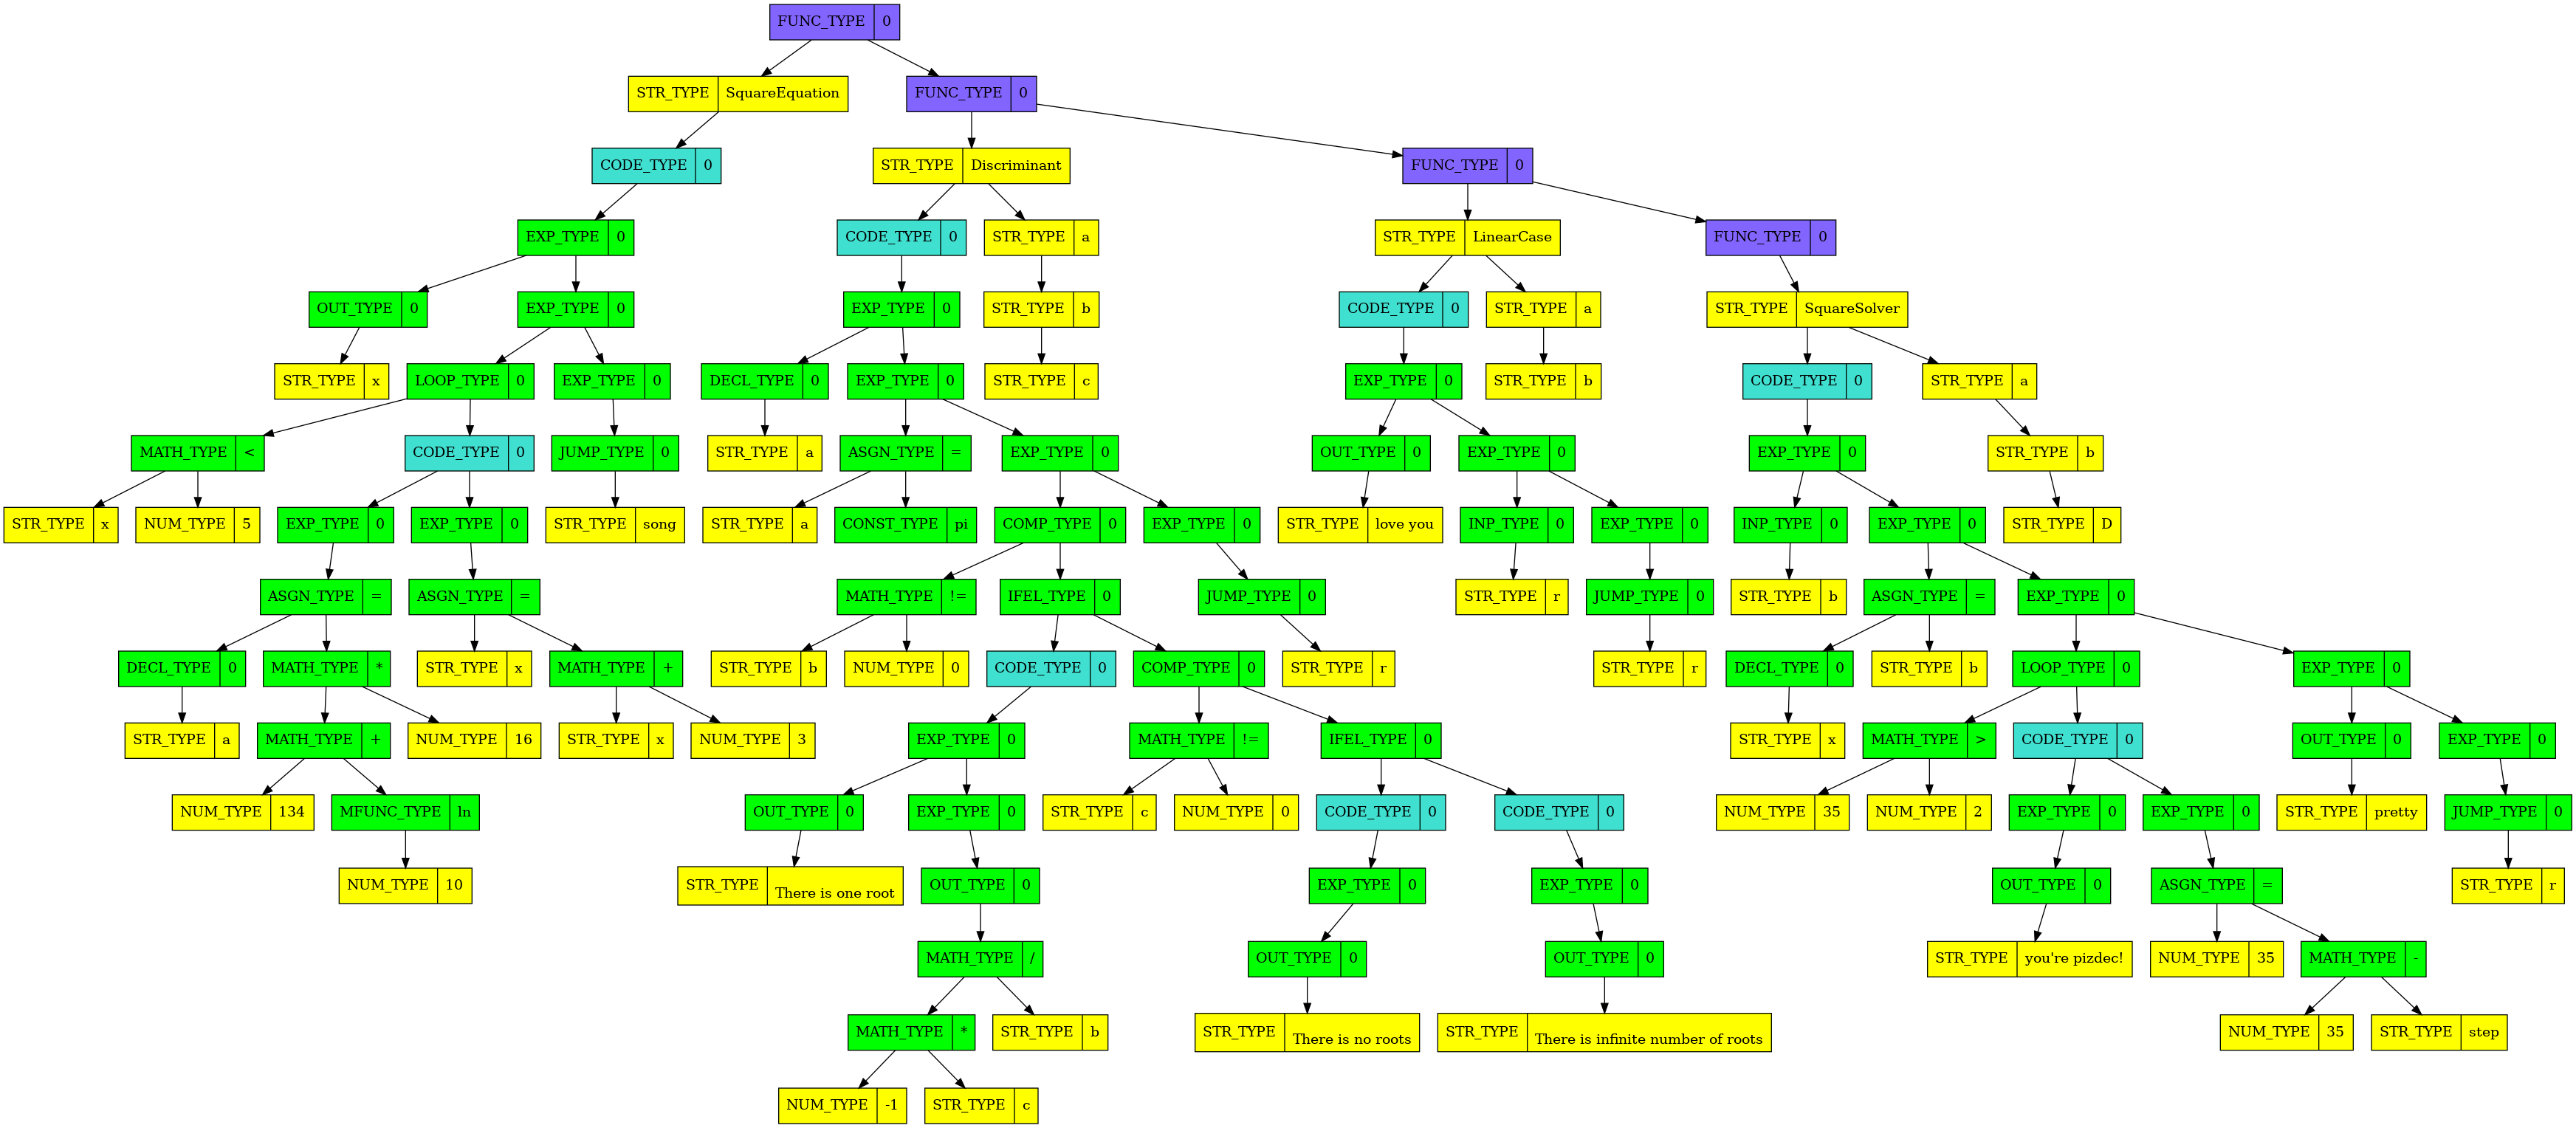 FUNC_TYPE 0
STR_TYPE SquareEquation FUNC_TYPE 0
CODE_TYPE 0 STR_TYPE Discriminant FUNC_TYPE 0
EXP_TYPE 0 CODE_TYPE 0 STR_TYPE a STR_TYPE LinearCase FUNC_TYPE 0
OUT_TYPE 0 EXP_TYPE 0 EXP_TYPE 0 STR_TYPE b CODE_TYPE 0 STR_TYPE a STR_TYPE SquareSolver
STR_TYPE x LOOP_TYPE 0 EXP_TYPE 0 DECL_TYPE 0 EXP_TYPE 0 STR_TYPE c EXP_TYPE 0 STR_TYPE b CODE_TYPE 0 STR_TYPE a
MATH_TYPE < CODE_TYPE 0 JUMP_TYPE 0 STR_TYPE a ASGN_TYPE = EXP_TYPE 0 OUT_TYPE 0 EXP_TYPE 0 EXP_TYPE 0 STR_TYPE b
STR_TYPE x NUM_TYPE 5 EXP_TYPE 0 EXP_TYPE 0 STR_TYPE song STR_TYPE a CONST_TYPE pi COMP_TYPE 0 EXP_TYPE 0 STR_TYPE love you INP_TYPE 0 EXP_TYPE 0 INP_TYPE 0 EXP_TYPE 0 STR_TYPE D
ASGN_TYPE = ASGN_TYPE = MATH_TYPE != IFEL_TYPE 0 JUMP_TYPE 0 STR_TYPE r JUMP_TYPE 0 STR_TYPE b ASGN_TYPE = EXP_TYPE 0
DECL_TYPE 0 MATH_TYPE * STR_TYPE x MATH_TYPE + STR_TYPE b NUM_TYPE 0 CODE_TYPE 0 COMP_TYPE 0 STR_TYPE r STR_TYPE r DECL_TYPE 0 STR_TYPE b LOOP_TYPE 0 EXP_TYPE 0
STR_TYPE a MATH_TYPE + NUM_TYPE 16 STR_TYPE x NUM_TYPE 3 EXP_TYPE 0 MATH_TYPE != IFEL_TYPE 0 STR_TYPE x MATH_TYPE > CODE_TYPE 0 OUT_TYPE 0 EXP_TYPE 0
NUM_TYPE 134 MFUNC_TYPE ln OUT_TYPE 0 EXP_TYPE 0 STR_TYPE c NUM_TYPE 0 CODE_TYPE 0 CODE_TYPE 0 NUM_TYPE 35 NUM_TYPE 2 EXP_TYPE 0 EXP_TYPE 0 STR_TYPE pretty JUMP_TYPE 0
NUM_TYPE 10 STR_TYPE There is one root OUT_TYPE 0 EXP_TYPE 0 EXP_TYPE 0 OUT_TYPE 0 ASGN_TYPE = STR_TYPE r
MATH_TYPE / OUT_TYPE 0 OUT_TYPE 0 STR_TYPE you're pizdec! NUM_TYPE 35 MATH_TYPE -
MATH_TYPE * STR_TYPE b STR_TYPE There is no roots STR_TYPE There is infinite number of roots NUM_TYPE 35 STR_TYPE step
NUM_TYPE -1 STR_TYPE c